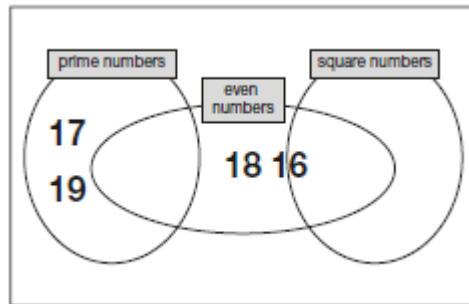 prime numbers
square numbers
even
numbers
17
18 16
19